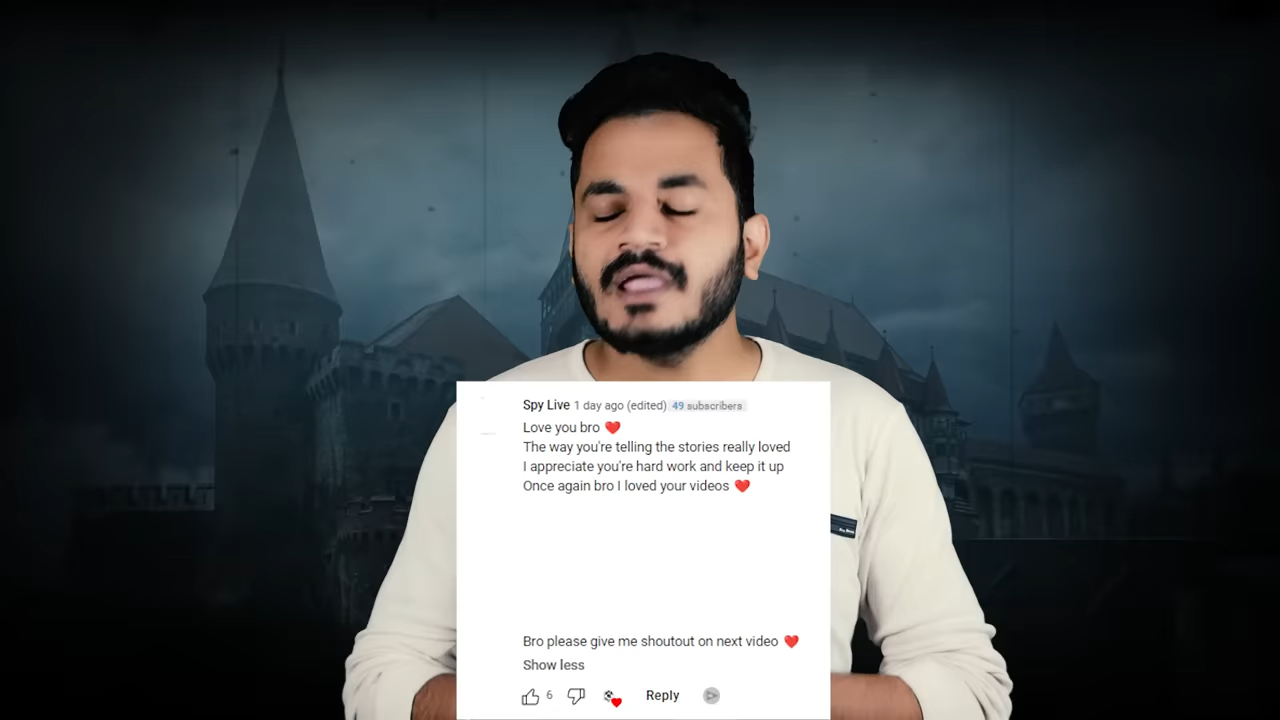 Spy Live 1 day ago (edited) 49 subscribers
Love you bro ❤️
The way you're telling the stories really loved
I appreciate you're hard work and keep it up
Once again bro I loved your videos ❤️
Bro please give me shoutout on next video ❤️
Show less
6 Reply